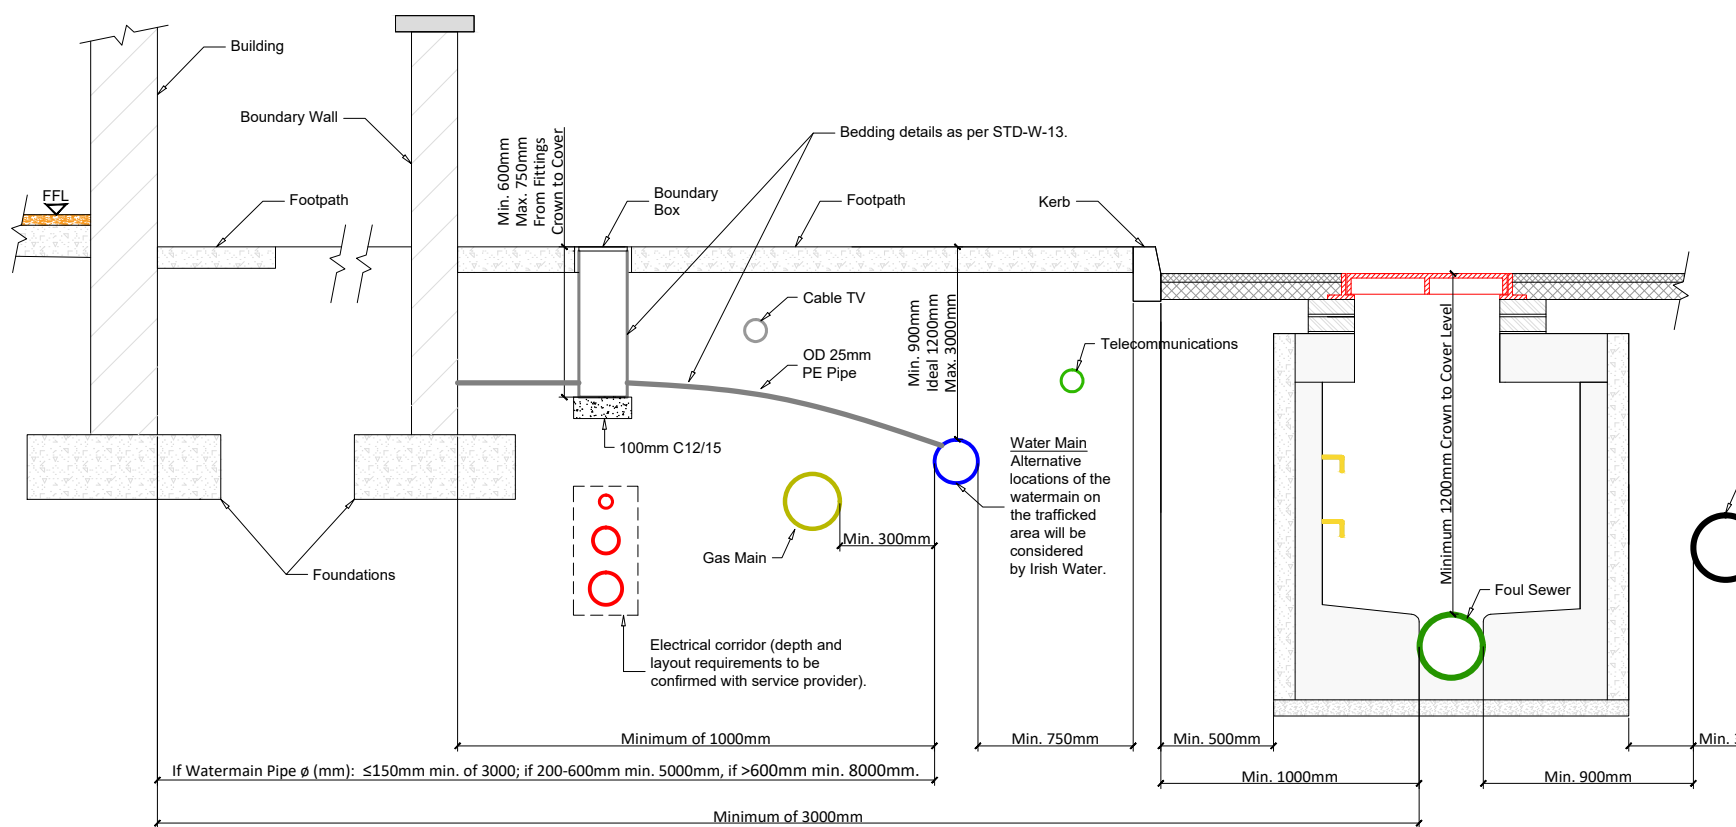 Building
Boundary Wall
FFL
Footpath
Min. 600mm
Max. 750mm
From Fittings
Crown to Cover
Bedding details as per STD-W-13.
Boundary
Box
Footpath
Kerb
Cable TV
OD 25mm
PE Pipe
Min. 900mm
Ideal 1200mm
Max. 3000mm
Telecommunications
Minimum 1200mm Crown to Cover Level
100mm C12/15
Water Main
Alternative
locations of the
watermain on
the trafficked
area will be
considered
by Irish Water.
Min. 300mm
Gas Main
Foundations
Foul Sewer
Electrical corridor (depth and
layout requirements to be
confirmed with service provider).
Minimum of 1000mm
Min. 750mm
Min. 500mm
Min.
If Watermain Pipe ø (mm): ≤150mm min. of 3000; if 200-600mm min. 5000mm, if >600mm min. 8000mm.
Min. 1000mm
Min. 900mm
Minimum of 3000mm